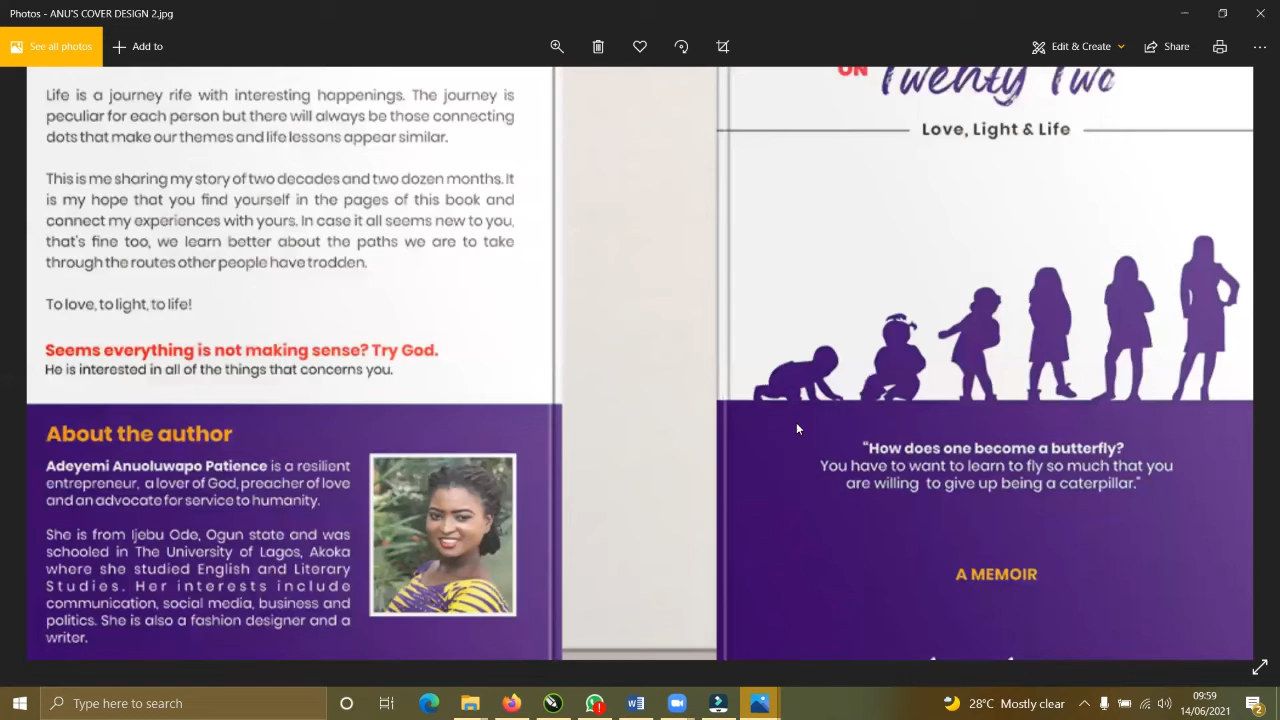 Photos - ANU'S COVER DESIGN 2.jpg
See all photos
Add to
Edit & Create
Share
Life is a journey rife with interesting happenings. The journey is
peculiar for each person but there will always be those connecting
dots that make our themes and life lessons appear similar.
This is me sharing my story of two decades and two dozen months. It
is my hope that you find yourself in the pages of this book and
connect my experiences with yours. In case it all seems new to you,
that's fine too, we learn better about the paths we are to take
through the routes other people have trodden.
To love, to light, to life!
Seems everything is not making sense? Try God.
He is interested in all of the things that concerns you.
About the author
Adeyemi Anuoluwapo Patience is a resilient
entrepreneur, a lover of God, preacher of love
and an advocate for service to humanity.
She is from Ijebu Ode, Ogun state and was
schooled in The University of Lagos, Akoka
where she studied English and Literary
Studies. Her interests include
communication, social media, business and
politics. She is also a fashion designer and a
writer.
ON Twenty Two
Love, Light & Life
"How does one become a butterfly?
You have to want to learn to fly so much that you
are willing to give up being a caterpillar."
A MEMOIR
Type here to search
28°C Mostly clear
09:59
14/06/2021
2